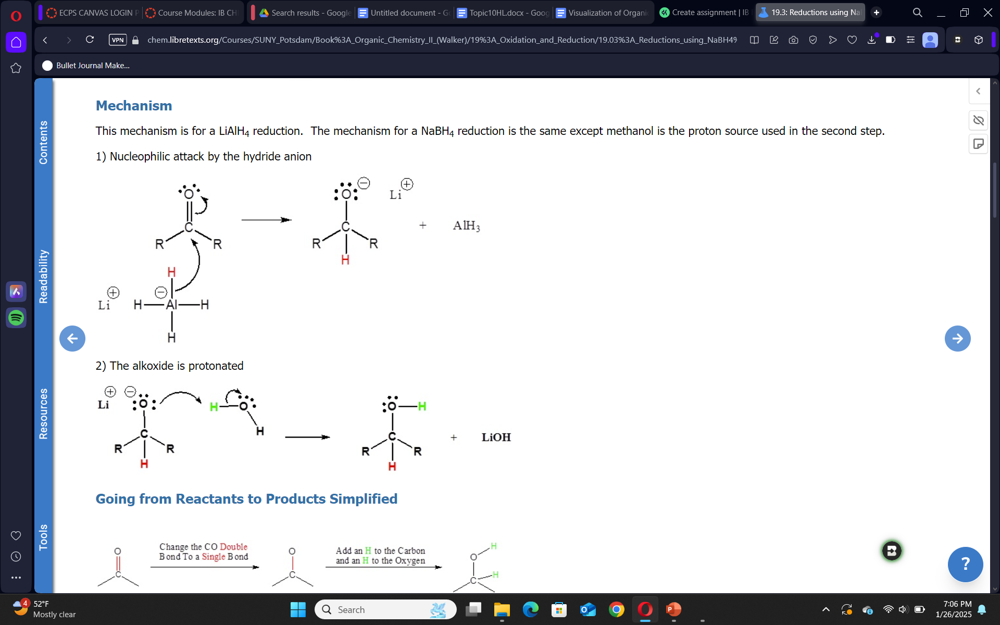 ECPS CANVAS LOGIN P
Course Modules: IB CH
Search results - Google
Untitled document - Go
Topic10HL.docx - Goog
Visualization of Organic
Create assignment | IB
19.3: Reductions using Na
VPN
chem.libretexts.org/Courses/SUNY_Potsdam/Book%3A_Organic_Chemistry_II_(Walker)/19%3A_Oxidation_and_Reduction/19.03%3A_Reductions_using_NaBH4%
Bullet Journal Make...
Contents
Readability
Resources
Tools
Mechanism
This mechanism is for a LiAlH₄ reduction. The mechanism for a NaBH₄ reduction is the same except methanol is the proton source used in the second step.
1) Nucleophilic attack by the hydride anion
O
C
R R
H
Li ⊕ H Al ⊖ H
H
O ⊖ Li ⊕
C
R R
H
+ AlH₃
2) The alkoxide is protonated
Li ⊕ ⊖ O
C
R R
H
H O
H
O H
C
R R
H
+ LiOH
Going from Reactants to Products Simplified
O
C
Change the CO Double
Bond To a Single Bond
O
C
Add an H to the Carbon
and an H to the Oxygen
H
O
H
C
?
4
52°F
Mostly clear
Search
7:06 PM
1/26/2025